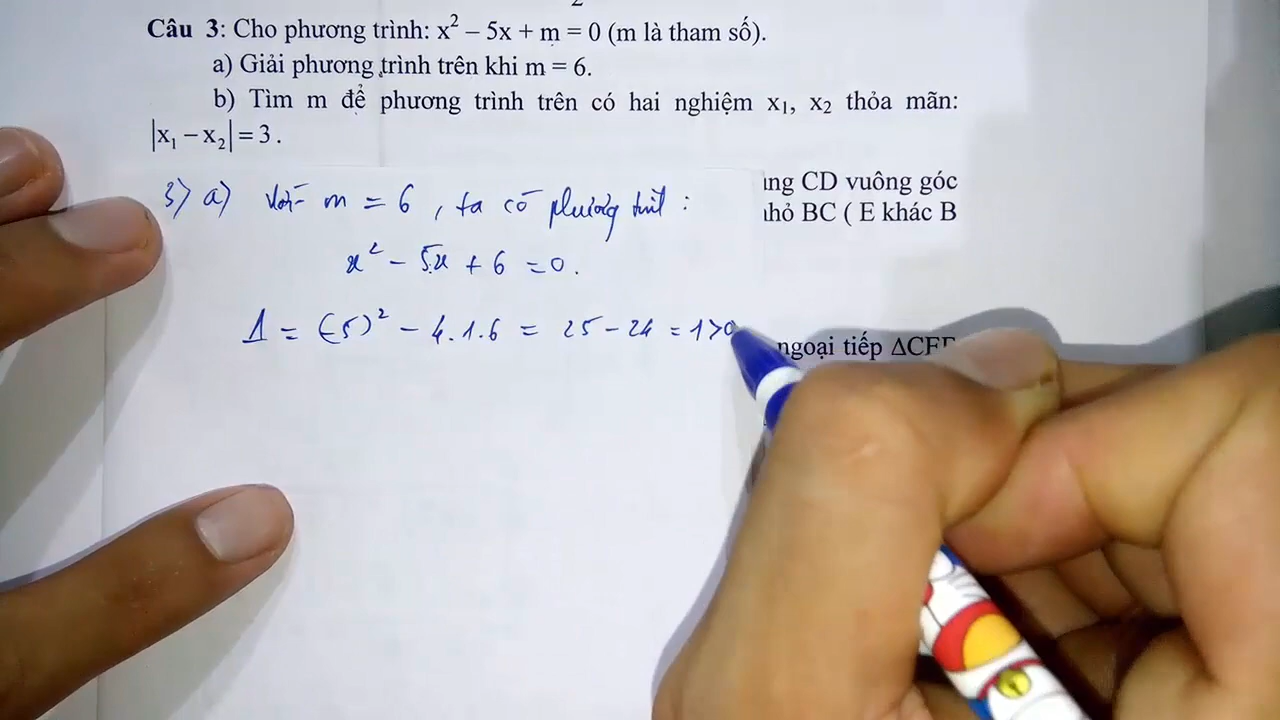 Câu 3: Cho phương trình: x² – 5x + m = 0 (m là tham số).
a) Giải phương trình trên khi m = 6.
b) Tìm m để phương trình trên có hai nghiệm x₁, x₂ thỏa mãn:
|x₁ – x₂| = 3.
3) a) Với m = 6, ta có phương trình:
ung CD vuông góc
hỏ BC ( E khác B
x² - 5x + 6 = 0.
Δ = (-5)² - 4.1.6 = 25 - 24 = 1 > 0
ngoại tiếp ΔCEF